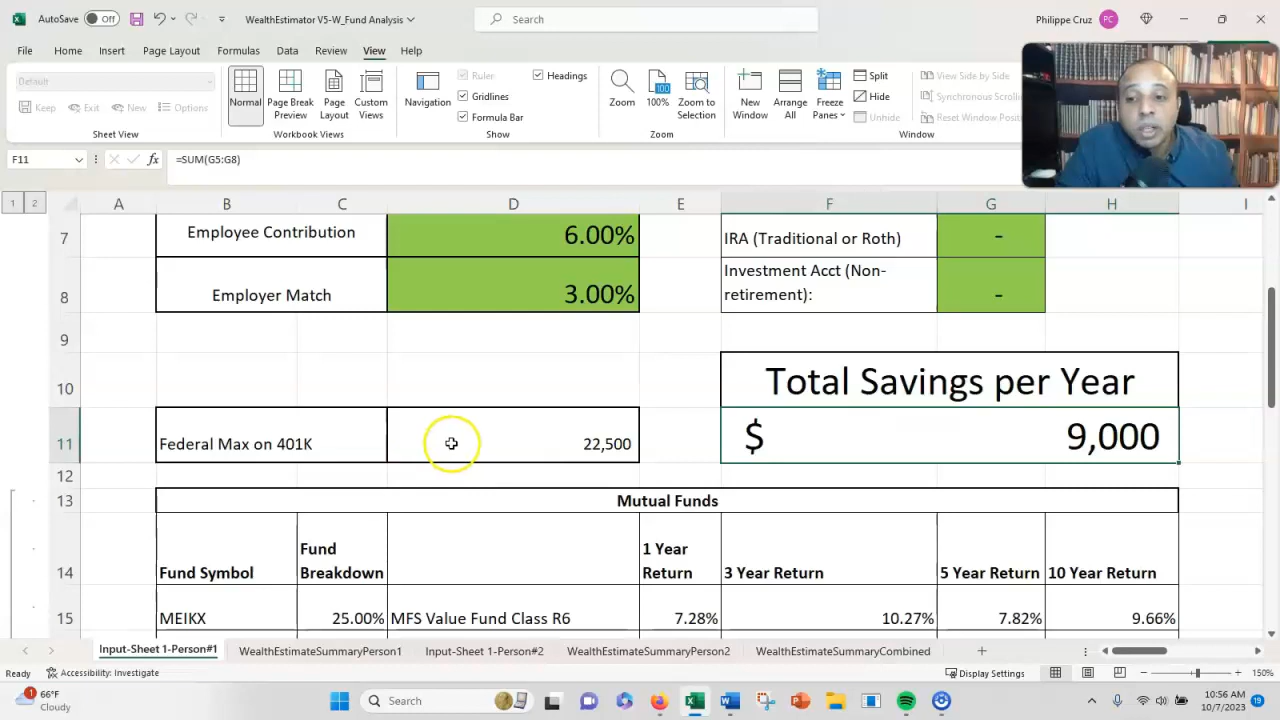 AutoSave Off WealthEstimator V5-W_Fund Analysis Search Philippe Cruz PC
File Home Insert Page Layout Formulas Data Review View Help
Default
Keep Exit New Options
Sheet View
Normal Page Break Preview Page Layout Custom Views
Workbook Views
Navigation
Ruler Gridlines Formula Bar Headings
Show
Zoom 100% Zoom to Selection
Zoom
New Window Arrange All Freeze Panes
Split Hide Unhide
View Side by Side
Synchronous
Reset Window
Window
F11 fx =SUM(G5:G8)
1 2 A B C D E F G H I
7 Employee Contribution 6.00% IRA (Traditional or Roth) -
8 Employer Match 3.00% Investment Acct (Non-retirement): -
9
10 Total Savings per Year
11 Federal Max on 401K 22,500 $ 9,000
12
13 Mutual Funds
14 Fund Symbol Fund Breakdown 1 Year Return 3 Year Return 5 Year Return 10 Year Return
15 MEIKX 25.00% MFS Value Fund Class R6 7.28% 10.27% 7.82% 9.66%
Input-Sheet 1-Person#1 WealthEstimateSummaryPerson1 Input-Sheet 1-Person#2 WealthEstimateSummaryPerson2 WealthEstimateSummaryCombined
Ready Accessibility: Investigate Display Settings 150%
1 66°F
Cloudy
Search
10:56 AM
10/7/2023
19